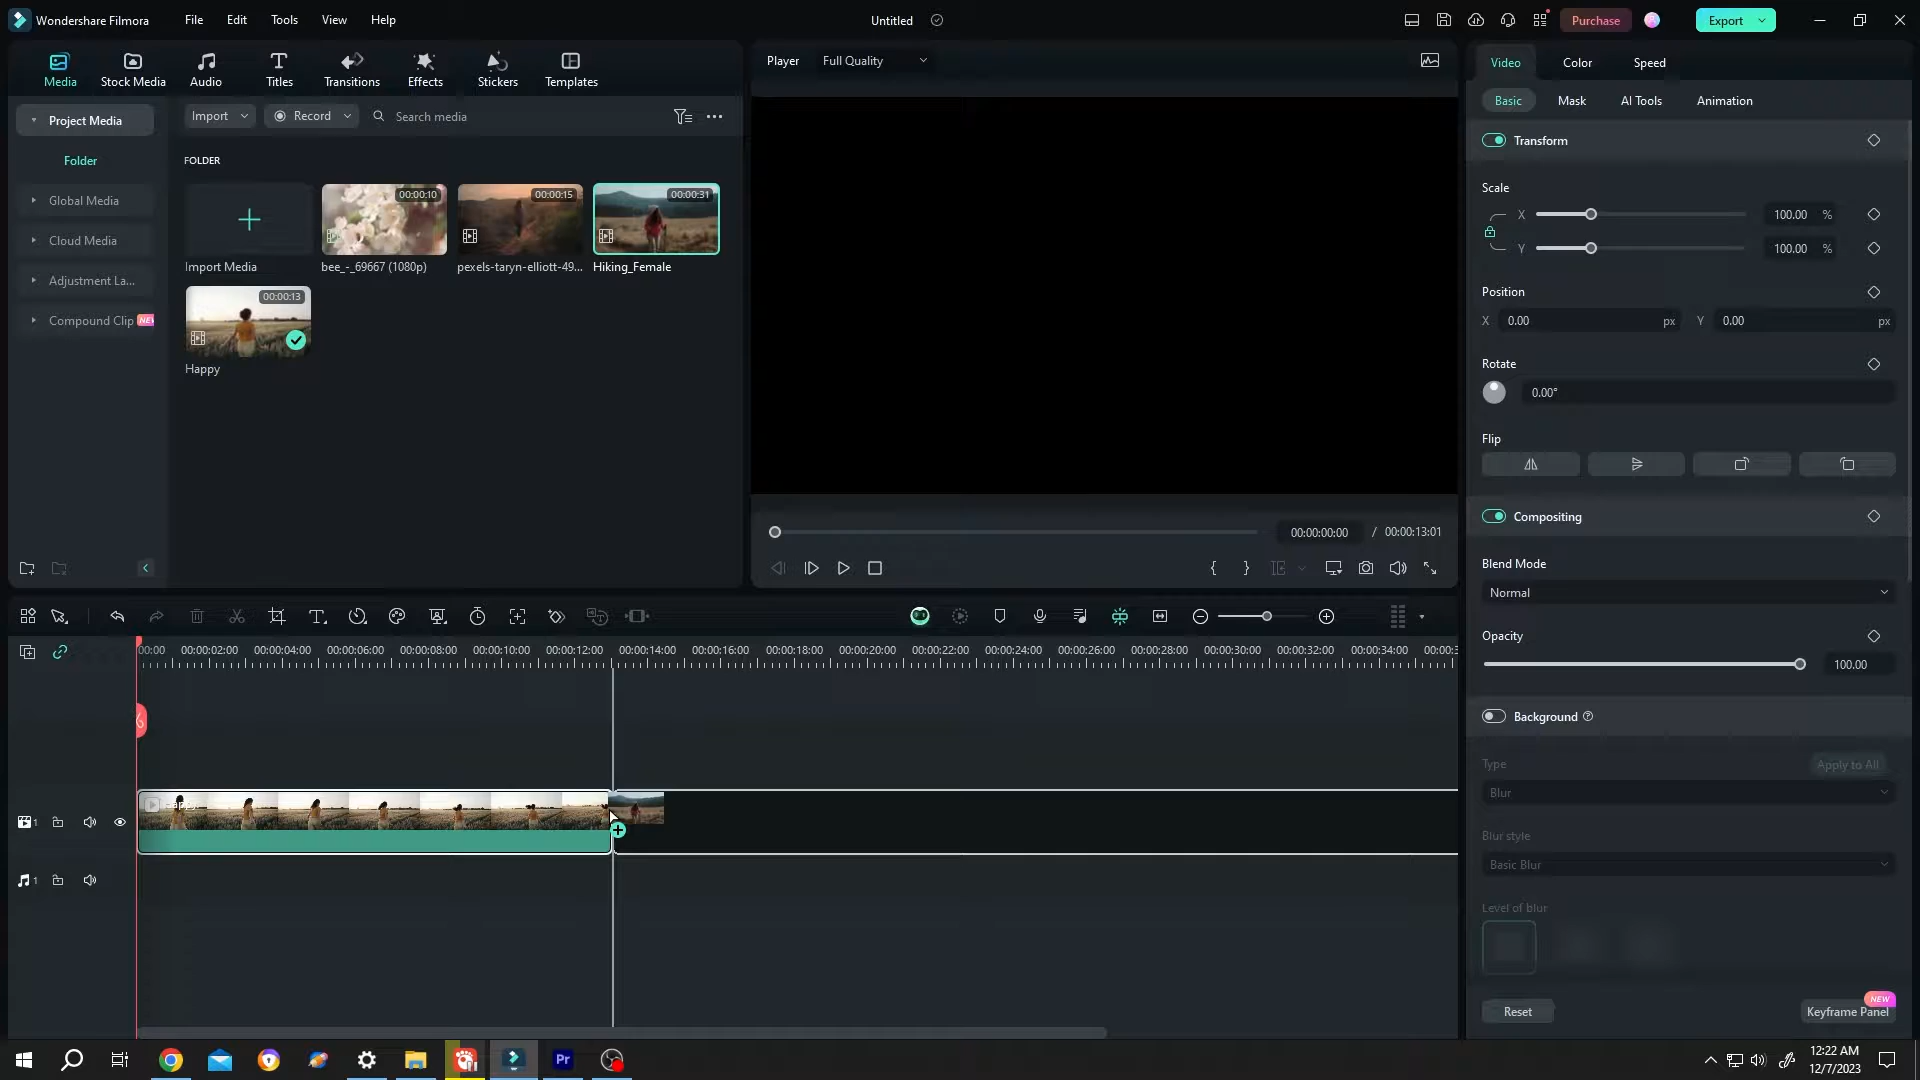 Wondershare Filmora
File
Edit
Tools
View
Help
Untitled
Purchase
Export
Media
Stock Media
Audio
Titles
Transitions
Effects
Stickers
Templates
Player
Full Quality
Video
Color
Speed
Basic
Mask
AI Tools
Animation
Project Media
Folder
Global Media
Cloud Media
Adjustment La...
Compound Clip
Import
Record
Search media
FOLDER
Import Media
00:00:10
bee_-_69667 (1080p)
00:00:15
pexels-taryn-elliott-49...
00:00:31
Hiking_Female
00:00:13
Happy
00:00:00:00 / 00:00:13:01
Transform
Scale
X 100.00 %
Y 100.00 %
Position
X 0.00 px Y 0.00 px
Rotate
0.00°
Flip
Compositing
Blend Mode
Normal
Opacity
100.00
Background
Type
Apply to All
Blur
Blur style
Basic Blur
Level of blur
NEW
Reset
Keyframe Panel
00:00 00:00:02:00 00:00:04:00 00:00:06:00 00:00:08:00 00:00:10:00 00:00:12:00 00:00:14:00 00:00:16:00 00:00:18:00 00:00:20:00 00:00:22:00 00:00:24:00 00:00:26:00 00:00:28:00 00:00:30:00 00:00:32:00 00:00:34:00 00:00:3
1
1
Pr
12:22 AM
12/7/2023